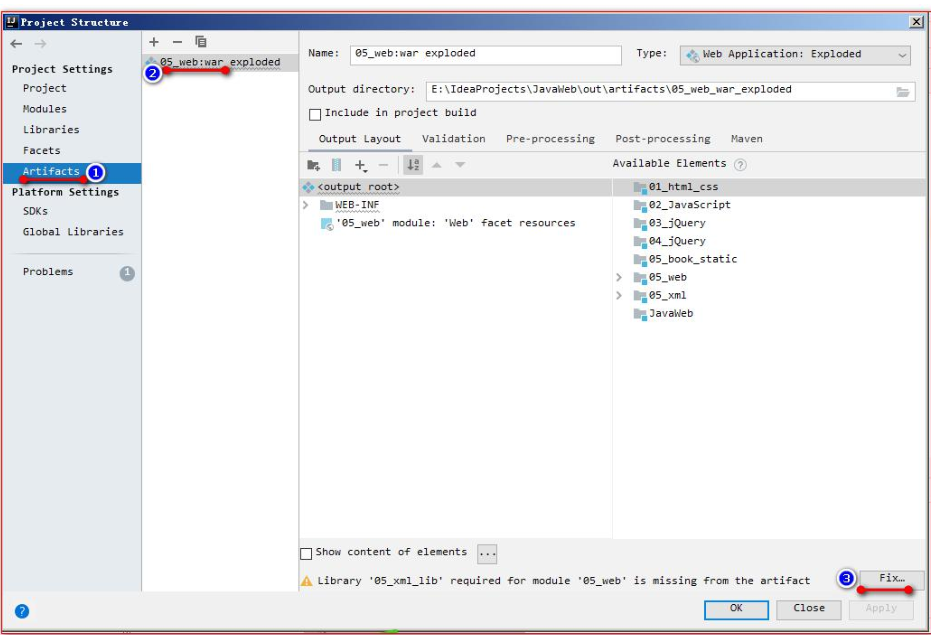 Project Structure
Project Settings
Project
Modules
Libraries
Facets
Artifacts 1
Platform Settings
SDKs
Global Libraries
Problems 1
05_web:war exploded
2
Name: 05_web:war exploded Type: Web Application: Exploded
Output directory: E:\IdeaProjects\JavaWeb\out\artifacts\05_web_war_exploded
Include in project build
Output Layout Validation Pre-processing Post-processing Maven
Available Elements ?
<output root>
WEB-INF
'05_web' module: 'Web' facet resources
01_html_css
02_JavaScript
03_jQuery
04_jQuery
05_book_static
05_web
05_xml
JavaWeb
Show content of elements ...
Library '05_xml_lib' required for module '05_web' is missing from the artifact 3 Fix…
? OK Close Apply